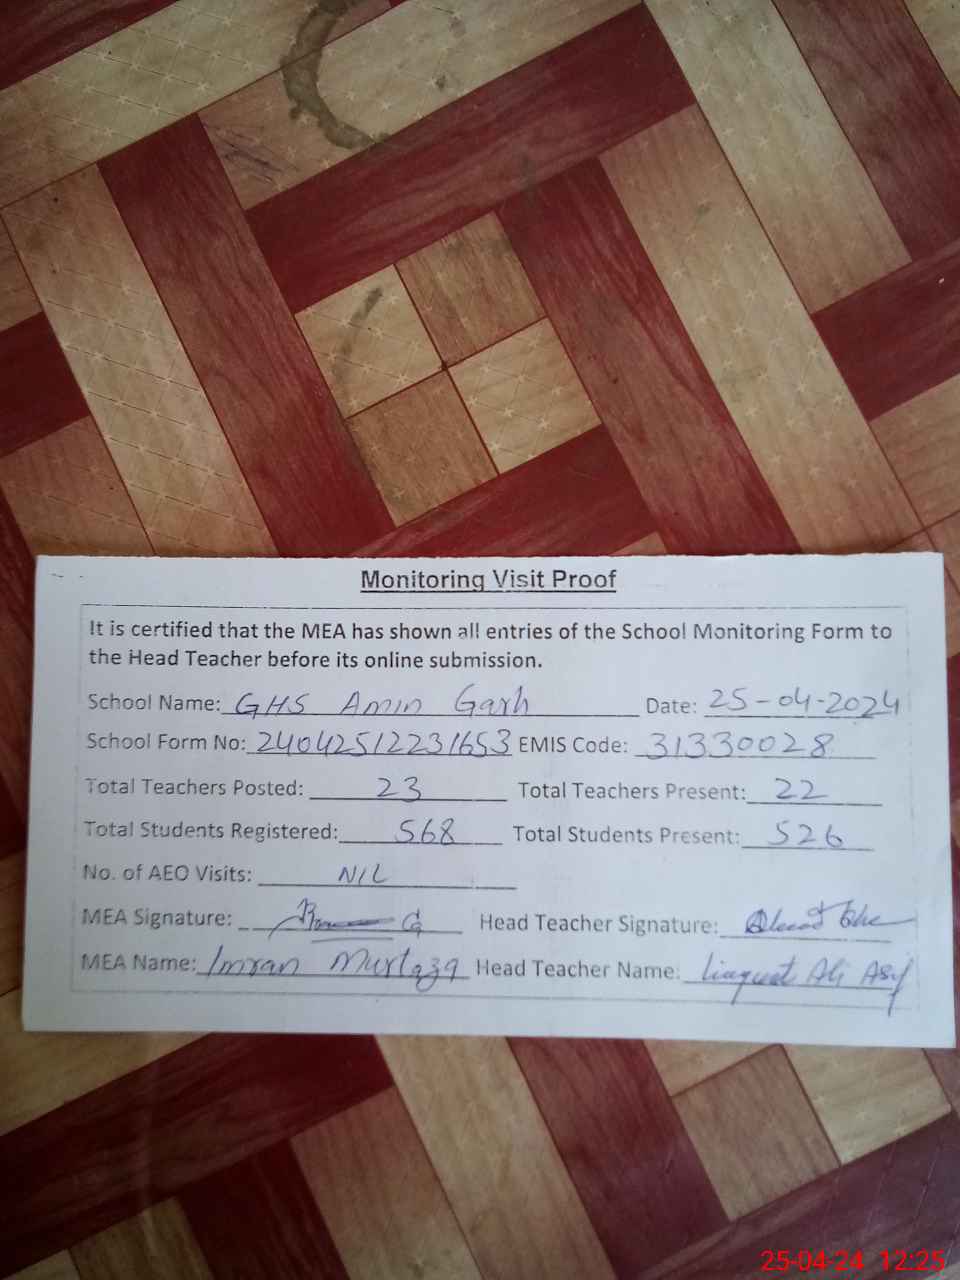 Monitoring Visit Proof
It is certified that the MEA has shown all entries of the School Monitoring Form to
the Head Teacher before its online submission.
School Name: GHS Amin Garh Date: 25-04-2024
School Form No: 24042512231653 EMIS Code: 31330028
Total Teachers Posted: 23 Total Teachers Present: 22
Total Students Registered: 568 Total Students Present: 526
No. of AEO Visits: NIL
MEA Signature: Head Teacher Signature:
MEA Name: Imran Murtaza Head Teacher Name: Liaquat Ali Asif
25-04-24 12:25